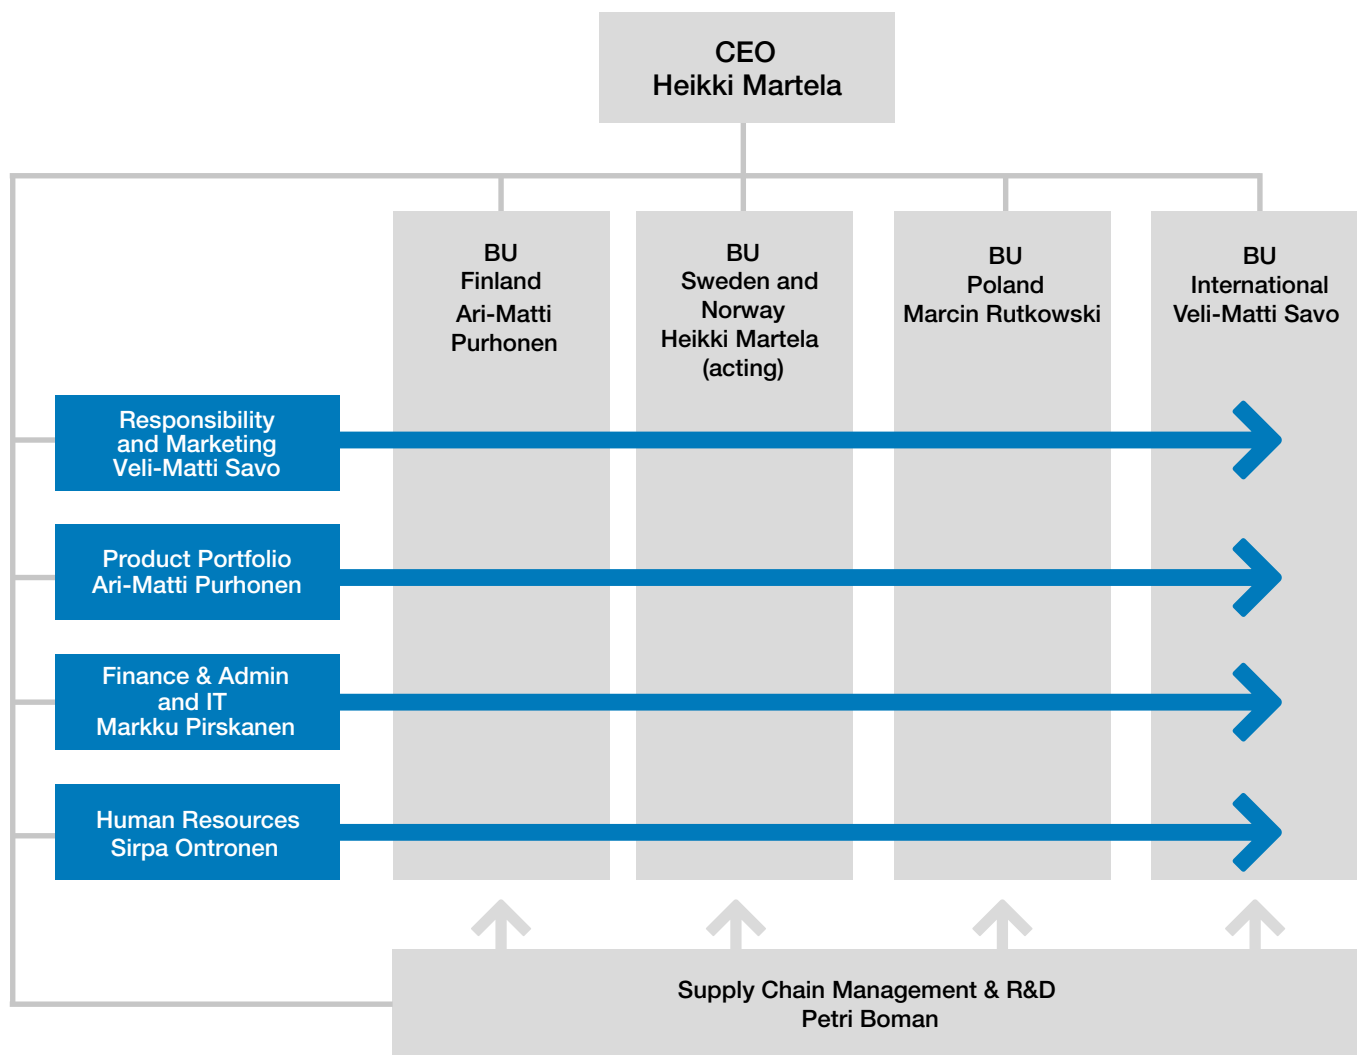 CEO
Heikki Martela
BU
Finland
Ari-Matti
Purhonen
BU
Sweden and
Norway
Heikki Martela
(acting)
BU
Poland
Marcin Rutkowski
BU
International
Veli-Matti Savo
Responsibility
and Marketing
Veli-Matti Savo
Product Portfolio
Ari-Matti Purhonen
Finance & Admin
and IT
Markku Pirskanen
Human Resources
Sirpa Ontronen
Supply Chain Management & R&D
Petri Boman